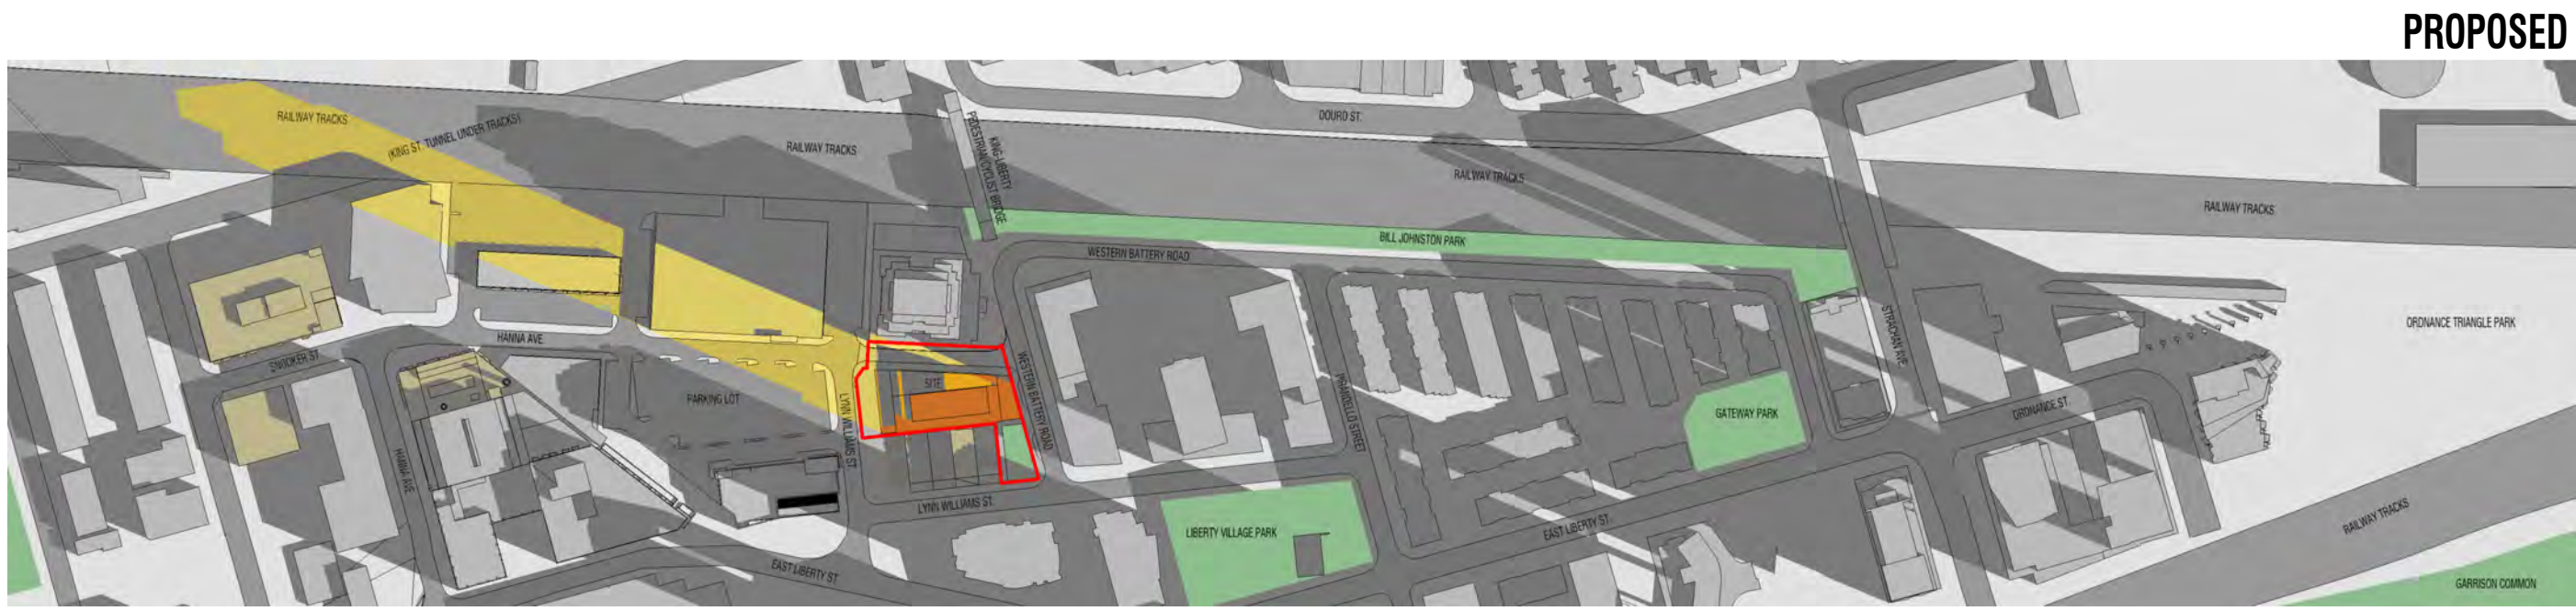 PROPOSED
RAILWAY TRACKS
(KING ST. TUNNEL UNDER TRACKS)
RAILWAY TRACKS
KING-LIBERTY
PEDESTRIAN/CYCLIST BRIDGE
DOURO ST.
RAILWAY TRACKS
RAILWAY TRACKS
BILL JOHNSTON PARK
WESTERN BATTERY ROAD
HANNA AVE.
SNOOKER ST
STRACHAN AVE.
ORDNANCE TRIANGLE PARK
SITE
WESTERN BATTERY ROAD
PARKING LOT
LYNN WILLIAMS ST.
PIRANDELLO STREET
GATEWAY PARK
ORDNANCE ST.
HANNA AVE.
LYNN WILLIAMS ST.
LIBERTY VILLAGE PARK
EAST LIBERTY ST.
RAILWAY TRACKS
EAST LIBERTY ST
GARRISON COMMON